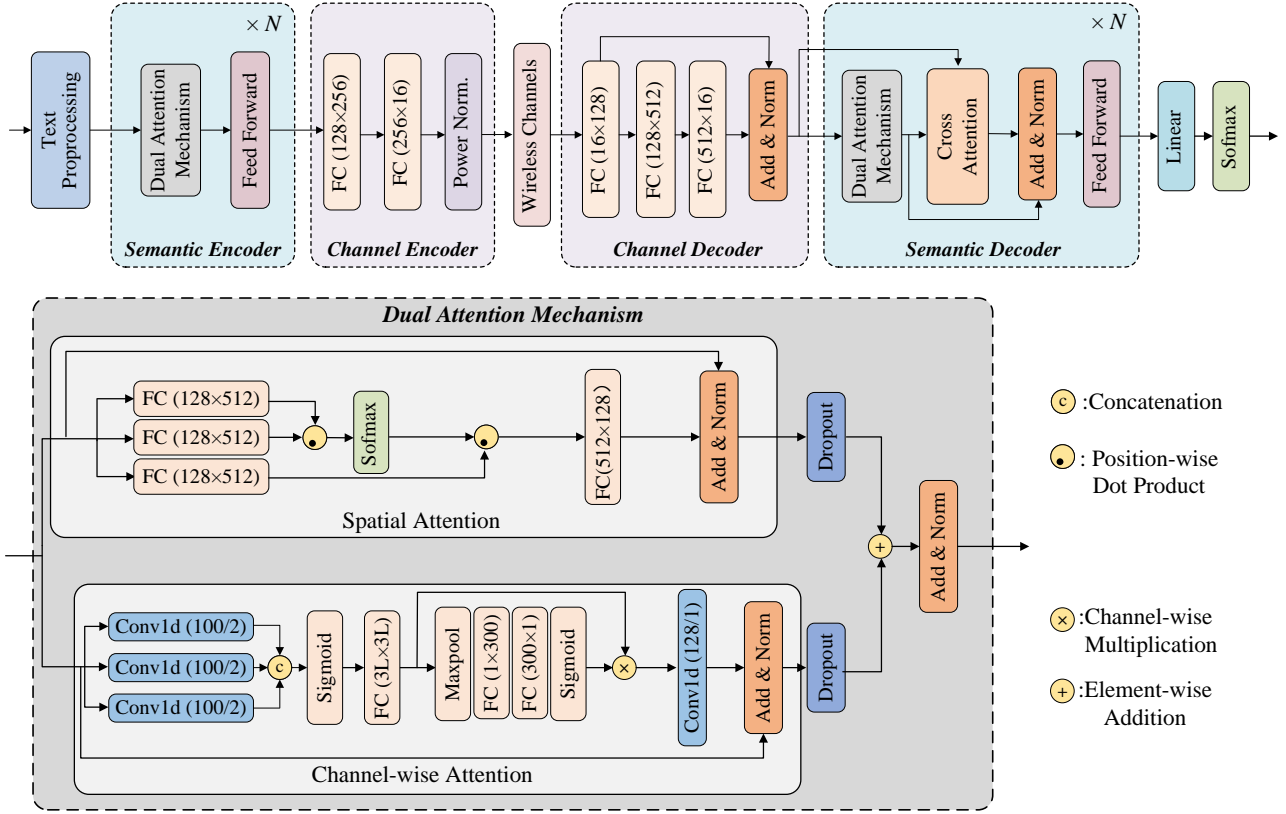 × N
× N
Text
Proprocessing
Dual Attention
Mechanism
Feed Forward
FC (128×256)
FC (256×16)
Power Norm.
Wireless Channels
FC (16×128)
FC (128×512)
FC (512×16)
Add & Norm
Dual Attention
Mechanism
Cross
Attention
Add & Norm
Feed Forward
Linear
Sofmax
Semantic Encoder
Channel Encoder
Channel Decoder
Semantic Decoder
Dual Attention Mechanism
FC (128×512)
FC (128×512)
FC (128×512)
Sofmax
FC(512×128)
Add & Norm
Dropout
Spatial Attention
Add & Norm
+
Conv1d (100/2)
Conv1d (100/2)
Conv1d (100/2)
c
Sigmoid
FC (3L×3L)
Maxpool
FC (1×300)
FC (300×1)
Sigmoid
×
Conv1d (128/1)
Add & Norm
Dropout
Channel-wise Attention
c :Concatenation
: Position-wise
Dot Product
× :Channel-wise
Multiplication
+ :Element-wise
Addition